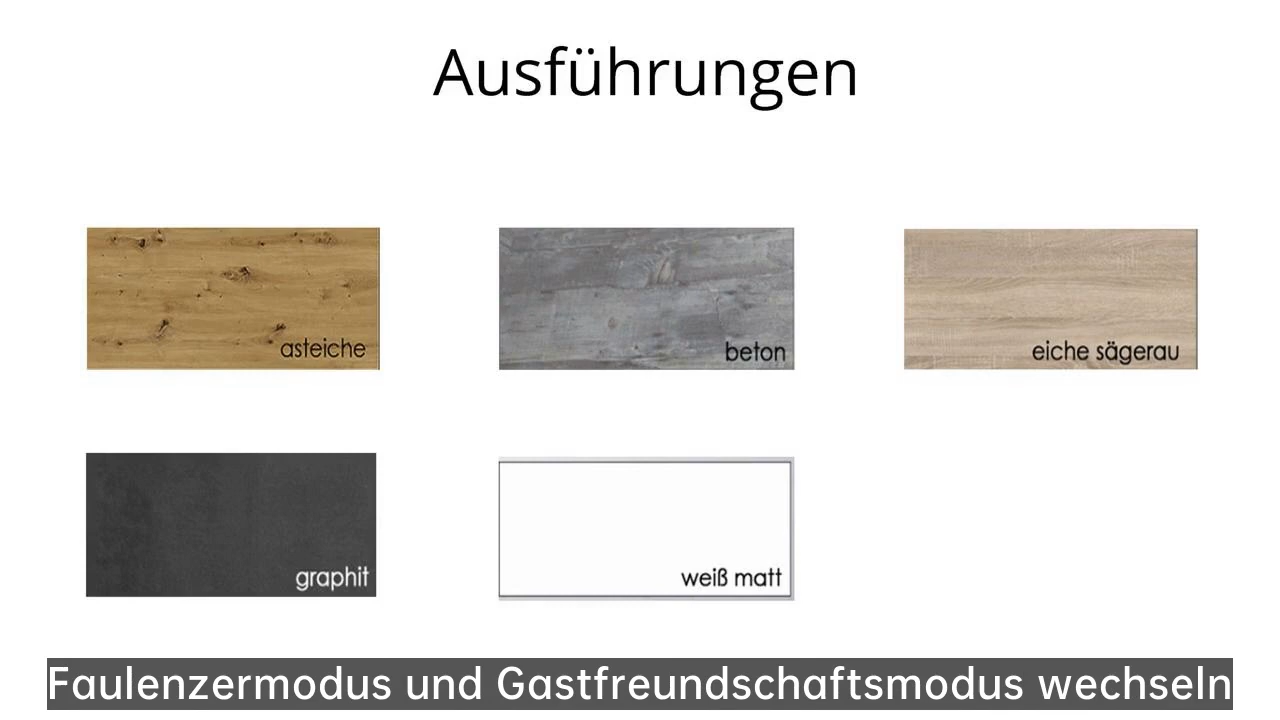 Ausführungen
asteiche
beton
eiche sägerau
graphit
weiß matt
Faulenzermodus und Gastfreundschaftsmodus wechseln